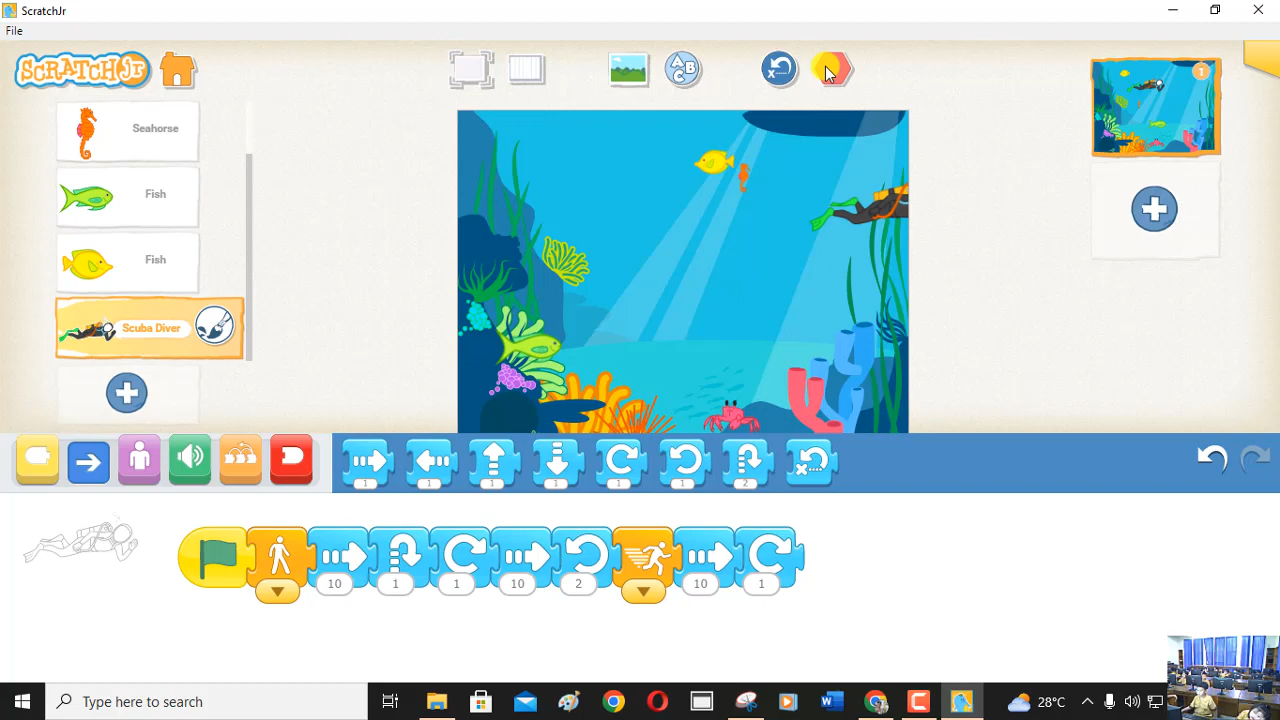 ScratchJr
File
SCRATCH JR
A B
C
1
Seahorse
Fish
Fish
Scuba Diver
1 1 1 1 1 1 2
10 1 1 10 2 10 1
Type here to search
28°C